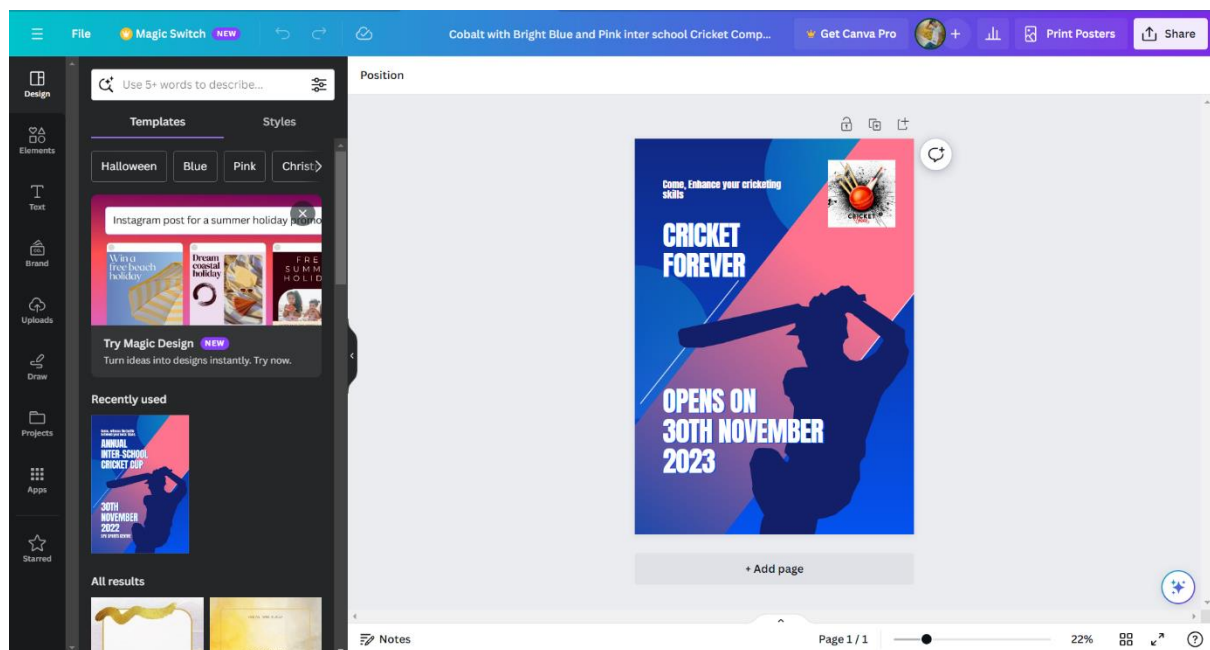 File
Magic Switch NEW
Cobalt with Bright Blue and Pink inter school Cricket Comp...
Get Canva Pro
+
Print Posters
Share
Design
Elements
Text
Brand
Uploads
Draw
Projects
Apps
Starred
Use 5+ words to describe...
Templates Styles
Halloween Blue Pink Christ
Instagram post for a summer holiday promo
Win a
free beach
holiday
Dream
coastal
holiday
FRE
SUMM
HOLID
Try Magic Design NEW
Turn ideas into designs instantly. Try now.
Recently used
ANNUAL
INTER-SCHOOL
CRICKET CUP
30TH
NOVEMBER
2022
All results
Position
Come, Enhance your cricketing
skills
CRICKET
CRICKET
FOREVER
OPENS ON
30TH NOVEMBER
2023
+ Add page
Notes
Page 1 / 1
22%
?